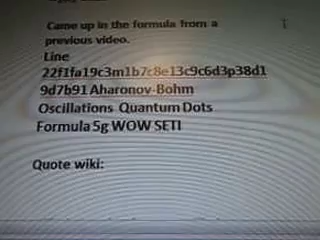 Came up in the formula from a
previous video.
Line
22f1fa19c3m1b7c8e13c9c6d3p38d1
9d7b91 Aharonov-Bohm
Oscillations Quantum Dots
Formula 5g WOW SETI
Quote wiki: